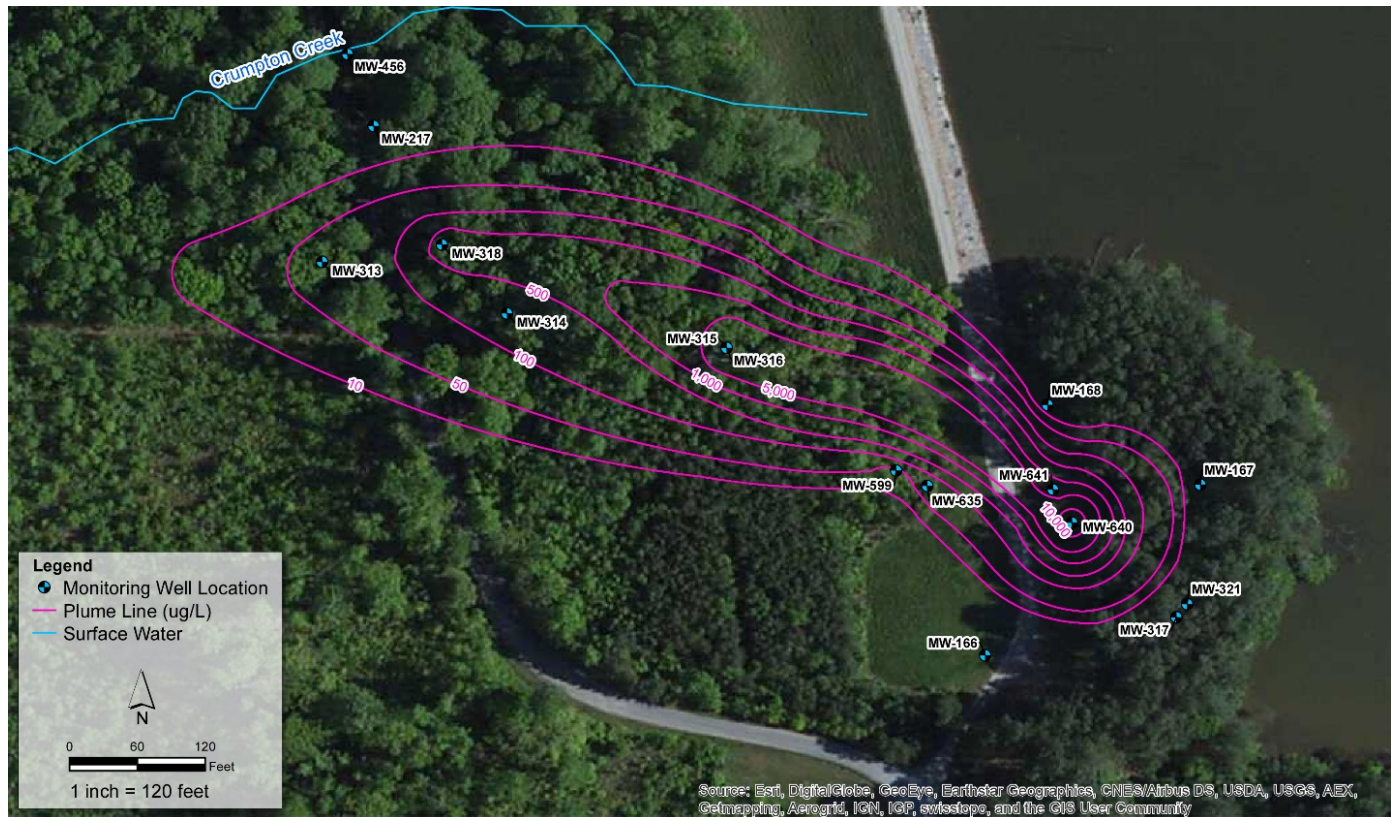 Crumpton Creek
MW-456
MW-217
MW-318
MW-313
500
MW-314
MW-315
MW-316
100
1,000
5,000
10
50
MW-168
MW-167
MW-641
MW-599
MW-635
10,000
MW-640
MW-321
MW-317
MW-166
Legend
Monitoring Well Location
Plume Line (ug/L)
Surface Water
N
0 60 120
Feet
1 inch = 120 feet
Source: Esri, DigitalGlobe, GeoEye, Earthstar Geographics, CNES/Airbus DS, USDA, USGS, AEX,
Getmapping, Aerogrid, IGN, IGP, swisstopo, and the GIS User Community